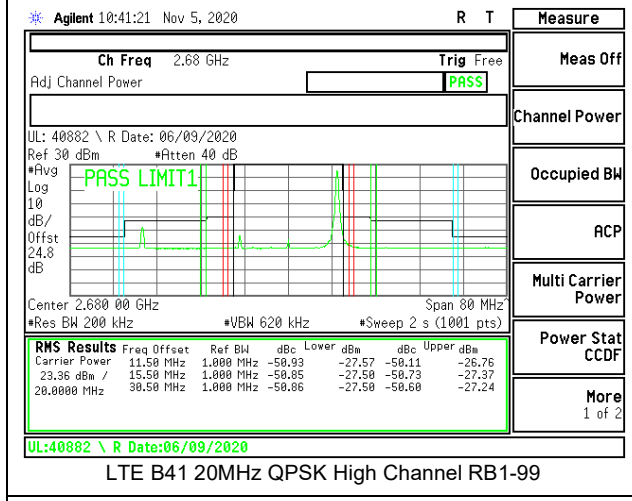 Agilent 10:41:21 Nov 5, 2020 R T
Measure
Ch Freq 2.68 GHz Trig Free
Meas Off
Adj Channel Power PASS
Channel Power
UL: 40882 \ R Date: 06/09/2020
Ref 30 dBm #Atten 40 dB
Occupied BW
#Avg
Log
10
dB/
Offst
24.8
dB
PASS LIMIT1
ACP
Multi Carrier
Power
Center 2.680 00 GHz Span 80 MHz
#Res BW 200 kHz #VBW 620 kHz #Sweep 2 s (1001 pts)
Power Stat
CCDF
RMS Results Freq Offset Ref BW dBc Lower dBm dBc Upper dBm
Carrier Power 11.50 MHz 1.000 MHz -50.93 -27.57 -50.11 -26.76
23.36 dBm / 15.50 MHz 1.000 MHz -50.85 -27.50 -50.73 -27.37
20.0000 MHz 30.50 MHz 1.000 MHz -50.86 -27.50 -50.60 -27.24
More
1 of 2
UL:40882 \ R Date:06/09/2020
LTE B41 20MHz QPSK High Channel RB1-99